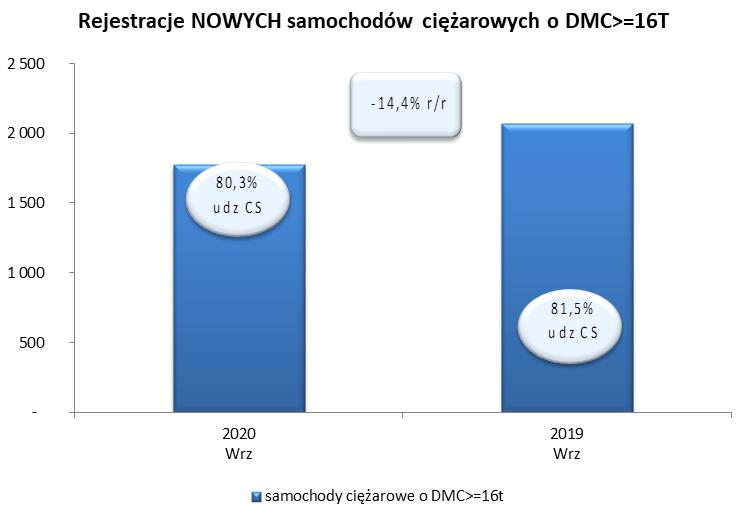 Rejestracje NOWYCH samochodów ciężarowych o DMC>=16T
2 500
2 000
1 500
1 000
500
-
-14,4% r/r
80,3%
udz CS
81,5%
udz CS
2020
Wrz
2019
Wrz
samochody ciężarowe o DMC>=16t